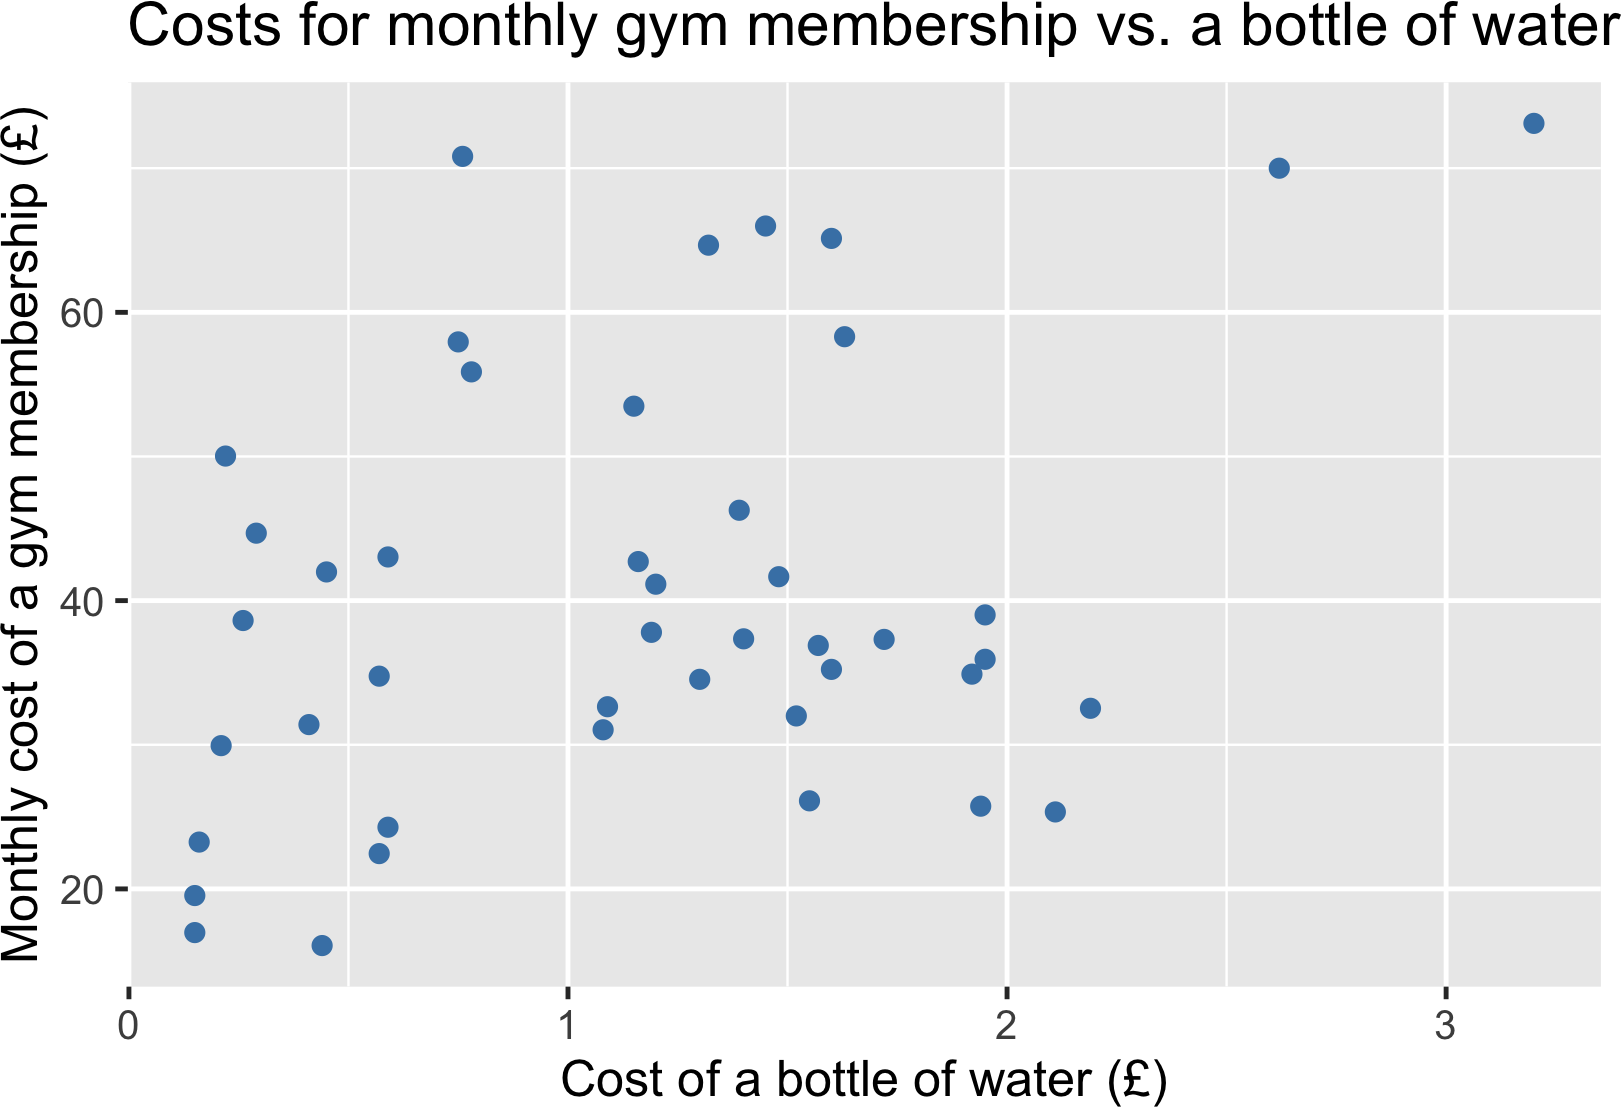 Costs for monthly gym membership vs. a bottle of water
Monthly cost of a gym membership (£)
60
40
20
0 1 2 3
Cost of a bottle of water (£)